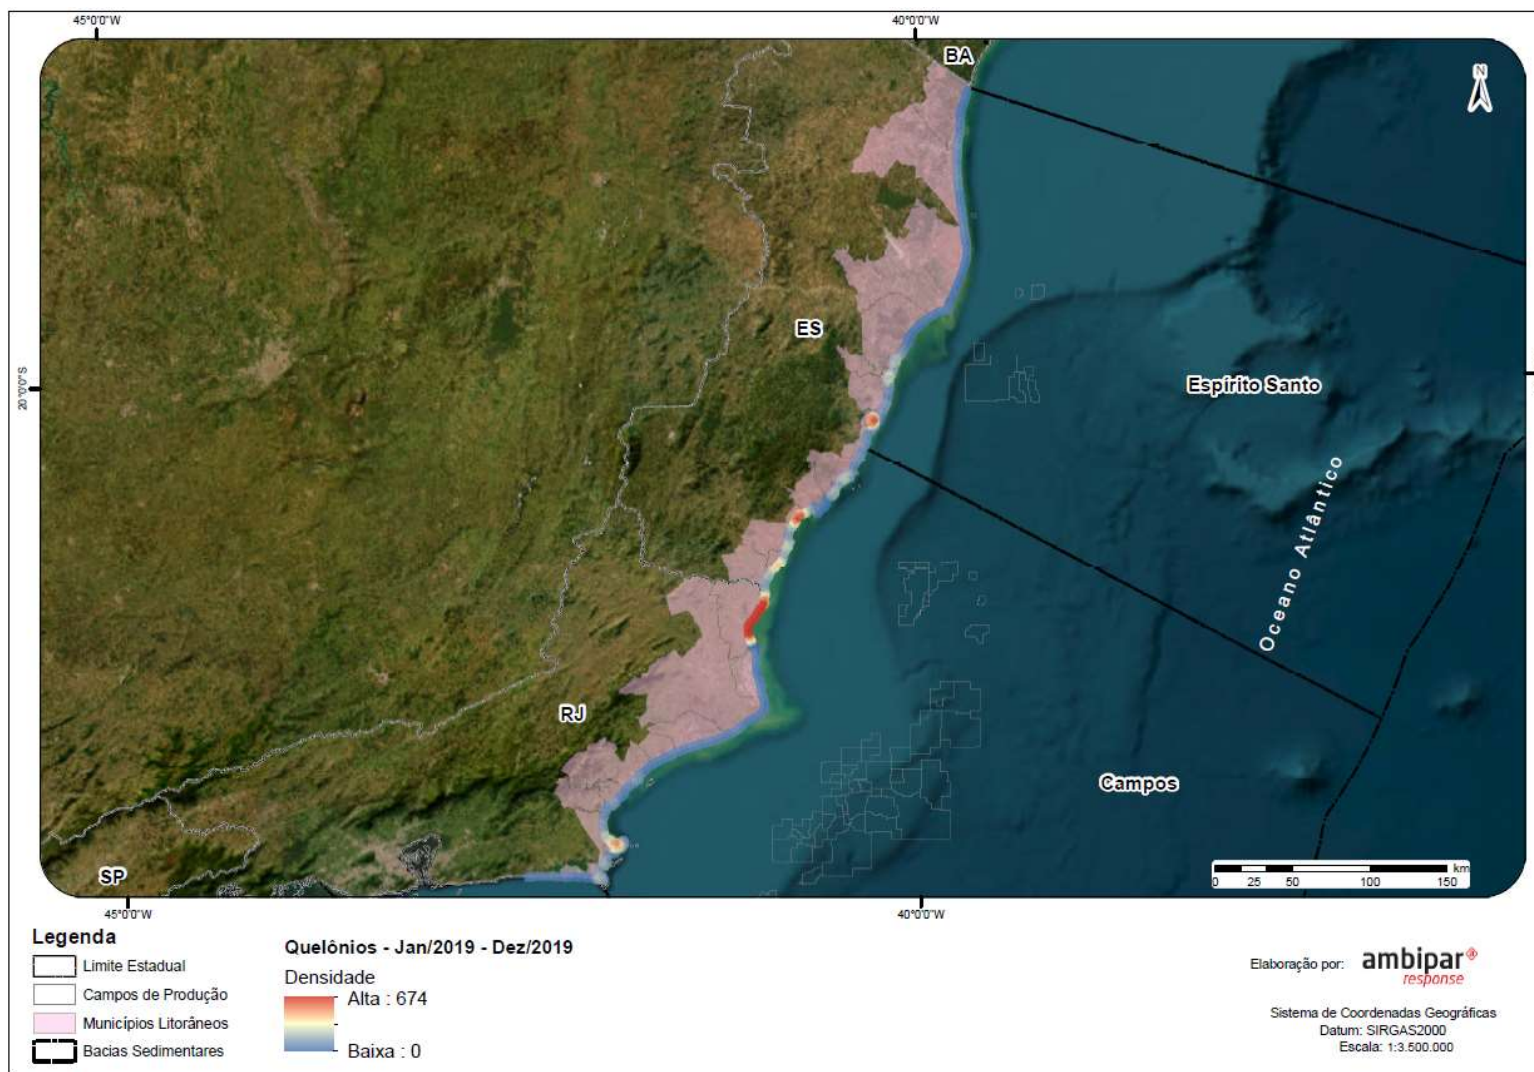 45°0'0"W
40°0'0"W
BA
N
ES
20°0'0"S
Espírito Santo
Oceano Atlântico
RJ
Campos
SP
km
0 25 50 100 150
45°0'0"W
40°0'0"W
Legenda
Limite Estadual
Campos de Produção
Municípios Litorâneos
Bacias Sedimentares
Quelônios - Jan/2019 - Dez/2019
Densidade
Alta : 674
Baixa : 0
Elaboração por:
ambipar
response
Sistema de Coordenadas Geográficas
Datum: SIRGAS2000
Escala: 1:3.500.000